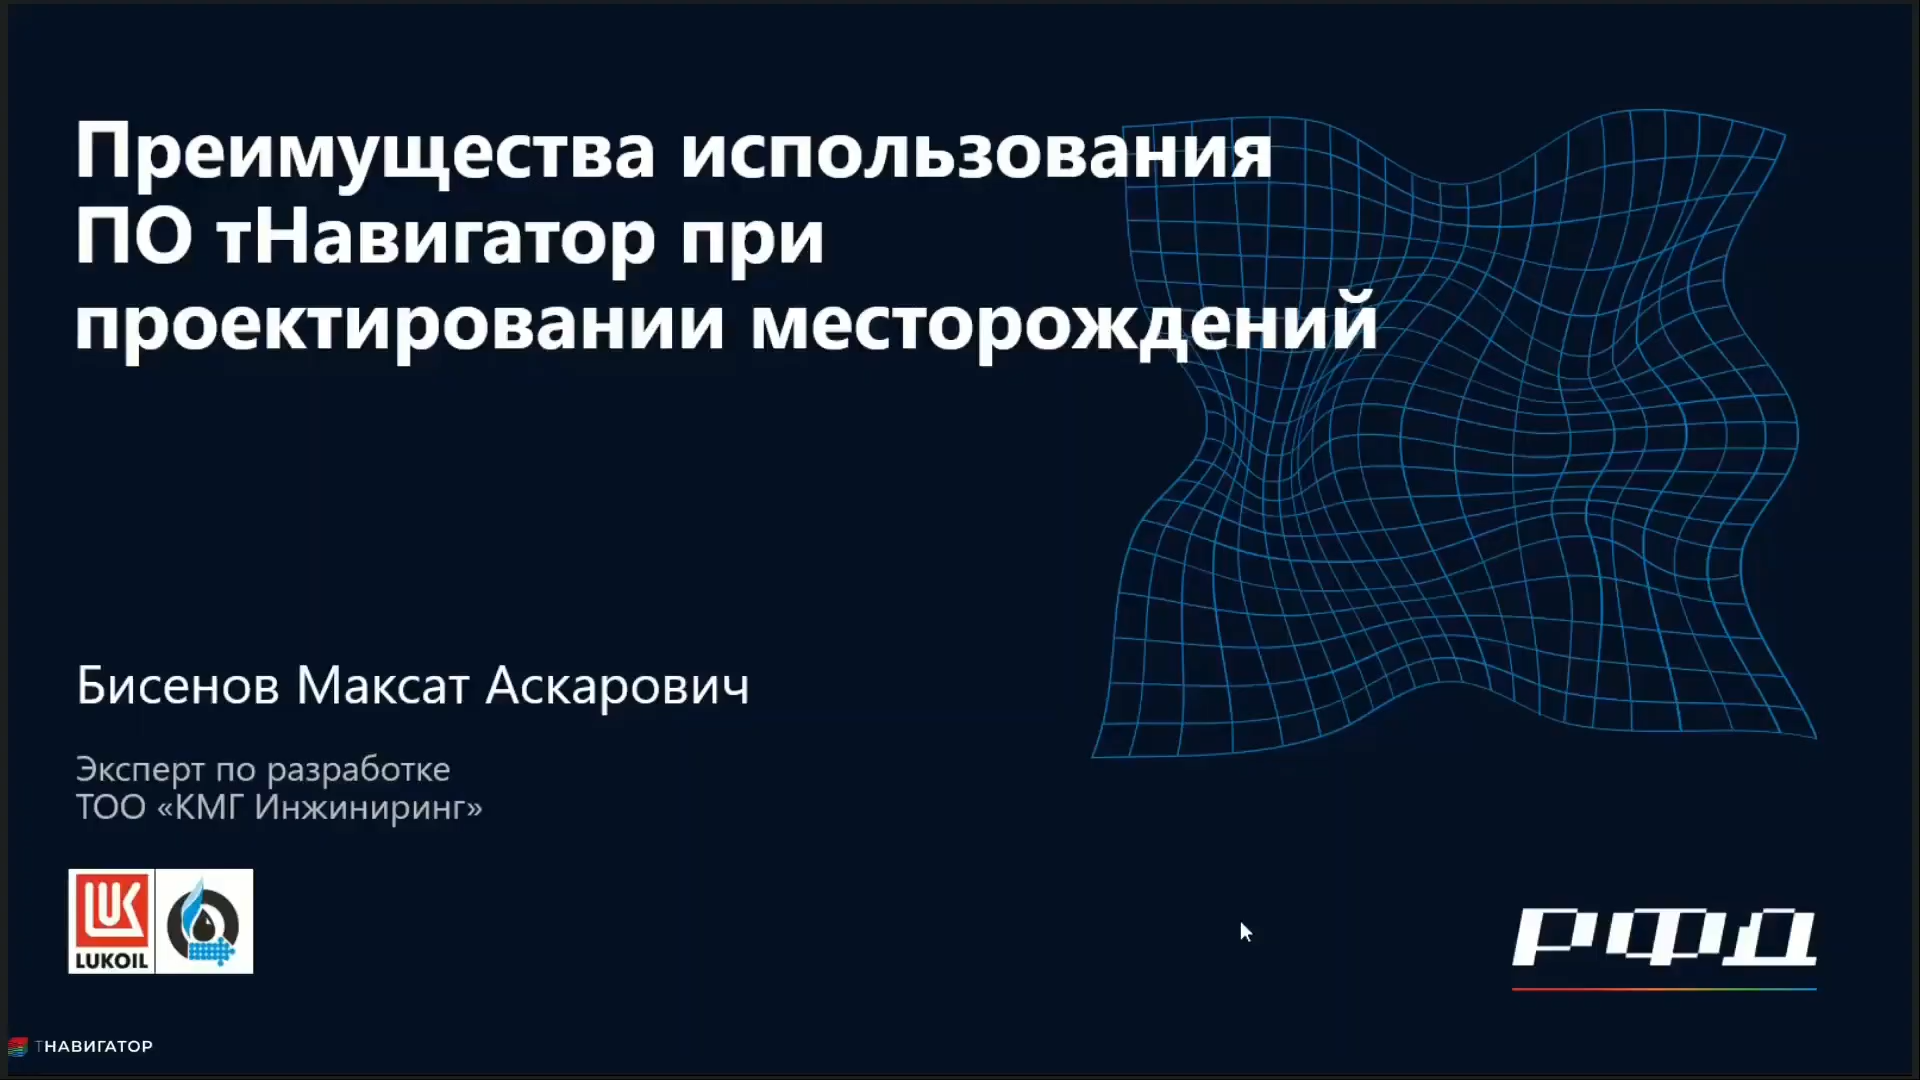 Преимущества использования
ПО тНавигатор при
проектировании месторождений
Бисенов Максат Аскарович
Эксперт по разработке
ТОО «КМГ Инжиниринг»
LUK
LUKOIL
РФД
ТНАВИГАТОР